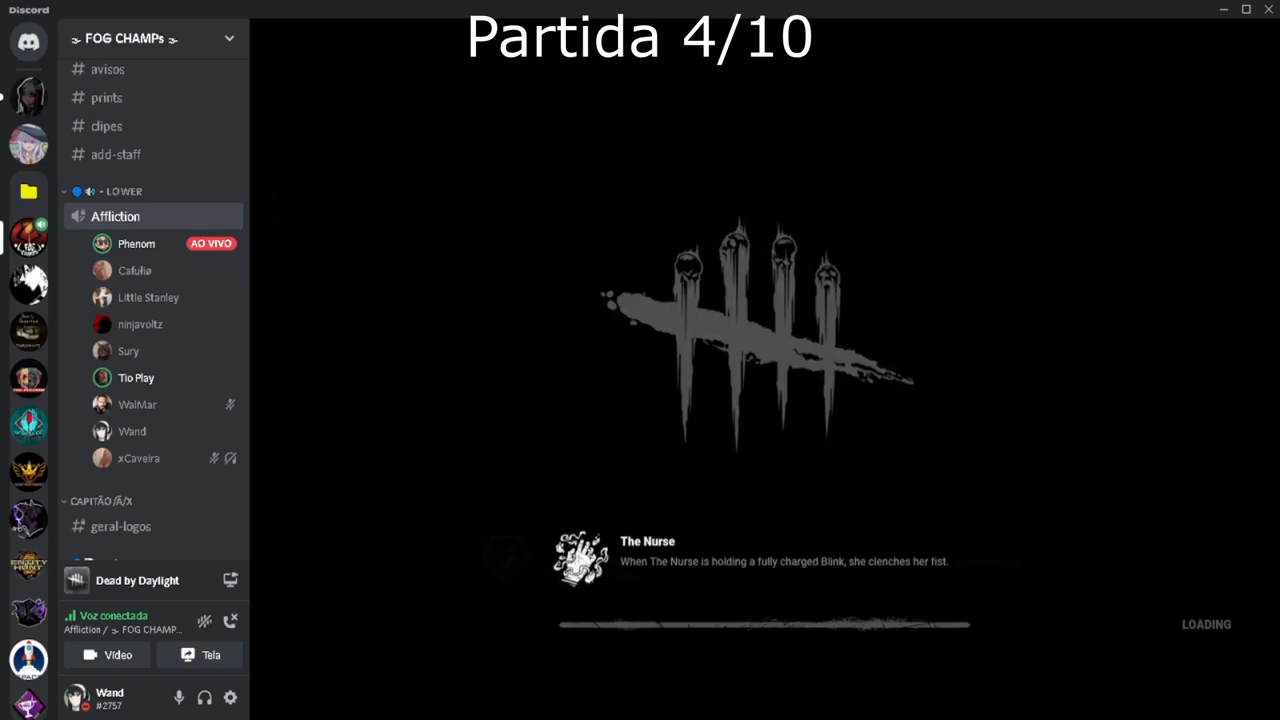 Discord
Partida 4/10
FOG CHAMPs
avisos
prints
clipes
add-staff
- LOWER
Affliction
Phenom
AO VIVO
Cafulia
Little Stanley
ninjavoltz
Sury
Tio Play
WalMar
Wand
xCaveira
CAPITÃO/Ã/X
geral-logos
Dead by Daylight
Voz conectada
Affliction / FOG CHAMP...
Vídeo
Tela
Wand
#2757
The Nurse
When The Nurse is holding a fully charged Blink, she clenches her fist.
LOADING